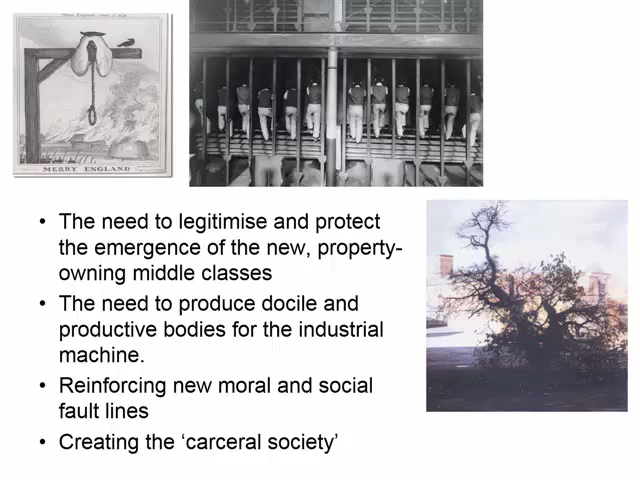 MERRY ENGLAND
• The need to legitimise and protect
the emergence of the new, property-
owning middle classes
• The need to produce docile and
productive bodies for the industrial
machine.
• Reinforcing new moral and social
fault lines
• Creating the ‘carceral society’